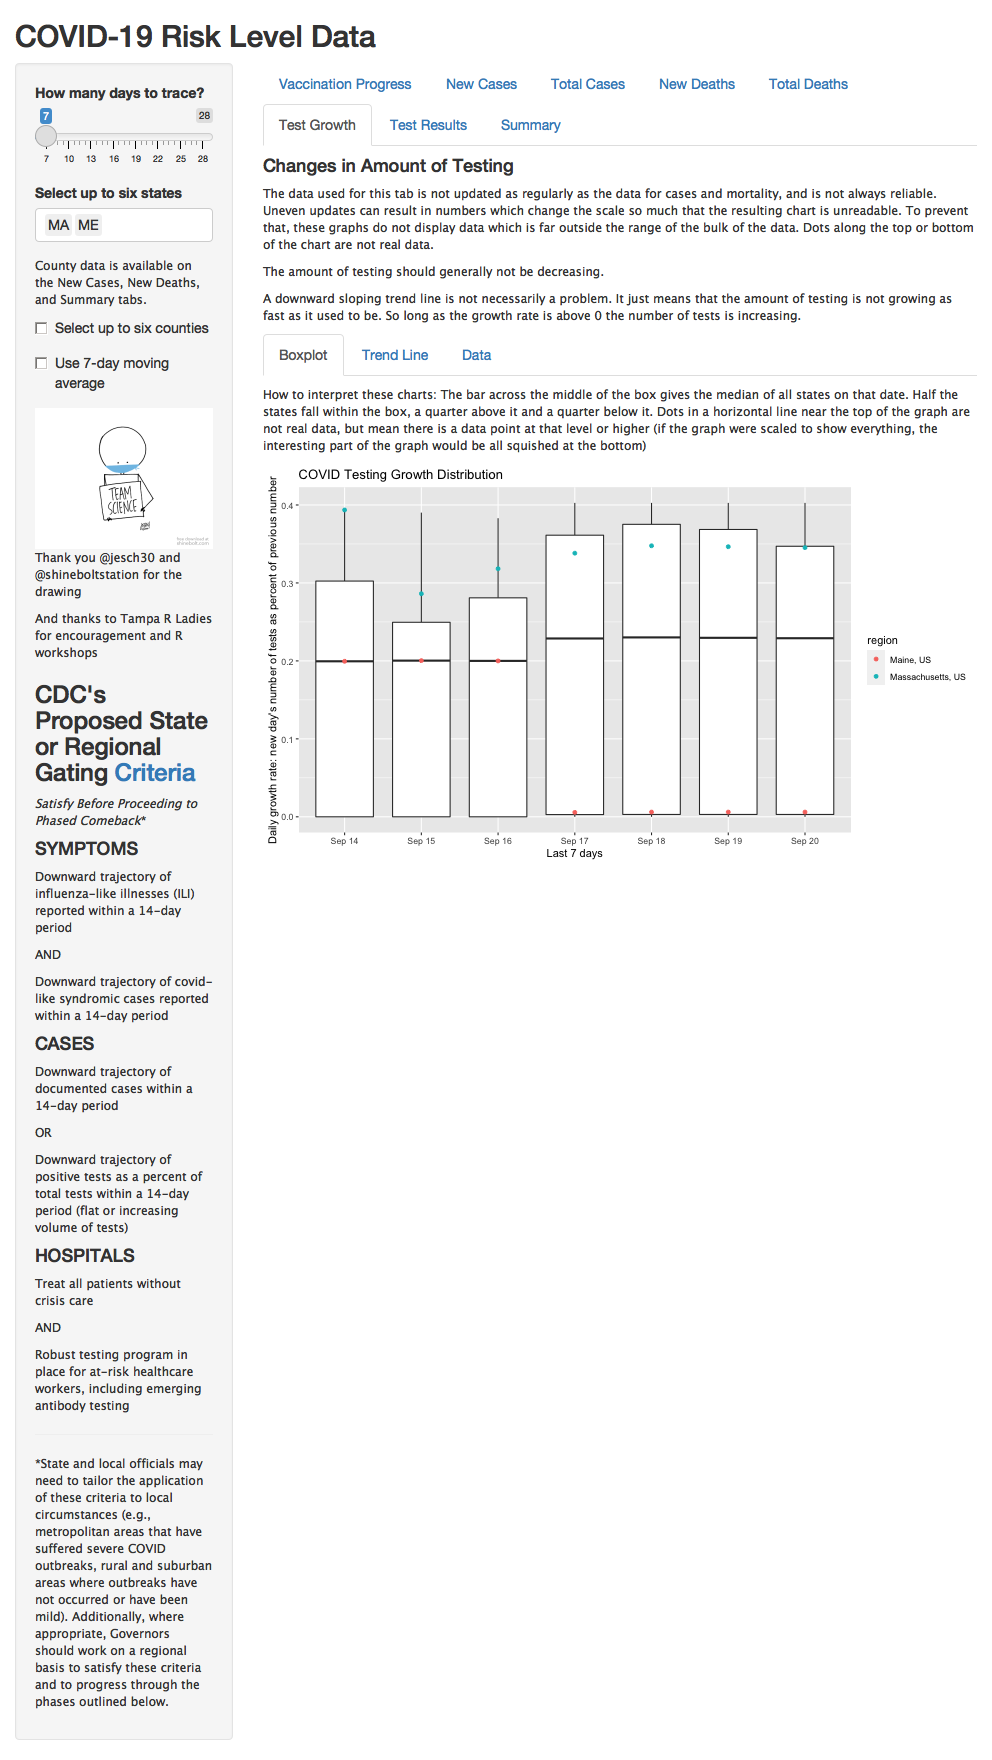 COVID-19 Risk Level Data
How many days to trace?
7
28
7 10 13 16 19 22 25 28
Select up to six states
MA ME
County data is available on
the New Cases, New Deaths,
and Summary tabs.
Select up to six counties
Use 7-day moving
average
TEAM
SCIENCE
free download at
shinebolt.com
Thank you @jesch30 and
@shineboltstation for the
drawing
And thanks to Tampa R Ladies
for encouragement and R
workshops
CDC's
Proposed State
or Regional
Gating Criteria
Satisfy Before Proceeding to
Phased Comeback*
SYMPTOMS
Downward trajectory of
influenza-like illnesses (ILI)
reported within a 14-day
period
AND
Downward trajectory of covid-
like syndromic cases reported
within a 14-day period
CASES
Downward trajectory of
documented cases within a
14-day period
OR
Downward trajectory of
positive tests as a percent of
total tests within a 14-day
period (flat or increasing
volume of tests)
HOSPITALS
Treat all patients without
crisis care
AND
Robust testing program in
place for at-risk healthcare
workers, including emerging
antibody testing
*State and local officials may
need to tailor the application
of these criteria to local
circumstances (e.g.,
metropolitan areas that have
suffered severe COVID
outbreaks, rural and suburban
areas where outbreaks have
not occurred or have been
mild). Additionally, where
appropriate, Governors
should work on a regional
basis to satisfy these criteria
and to progress through the
phases outlined below.
Vaccination Progress New Cases Total Cases New Deaths Total Deaths
Test Growth Test Results Summary
Changes in Amount of Testing
The data used for this tab is not updated as regularly as the data for cases and mortality, and is not always reliable.
Uneven updates can result in numbers which change the scale so much that the resulting chart is unreadable. To prevent
that, these graphs do not display data which is far outside the range of the bulk of the data. Dots along the top or bottom
of the chart are not real data.
The amount of testing should generally not be decreasing.
A downward sloping trend line is not necessarily a problem. It just means that the amount of testing is not growing as
fast as it used to be. So long as the growth rate is above 0 the number of tests is increasing.
Boxplot Trend Line Data
How to interpret these charts: The bar across the middle of the box gives the median of all states on that date. Half the
states fall within the box, a quarter above it and a quarter below it. Dots in a horizontal line near the top of the graph are
not real data, but mean there is a data point at that level or higher (if the graph were scaled to show everything, the
interesting part of the graph would be all squished at the bottom)
COVID Testing Growth Distribution
Daily growth rate: new day's number of tests as percent of previous number
0.4
0.3
0.2
0.1
0.0
Sep 14 Sep 15 Sep 16 Sep 17 Sep 18 Sep 19 Sep 20
Last 7 days
region
Maine, US
Massachusetts, US